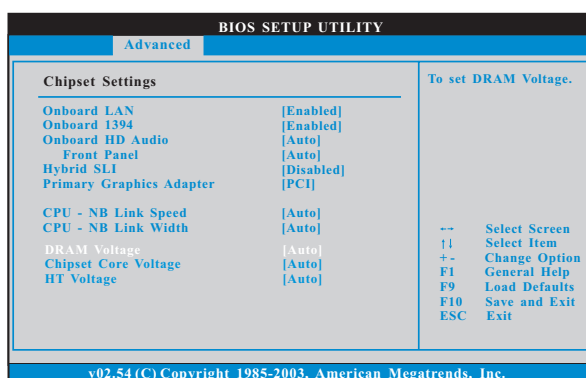 BIOS SETUP UTILITY
Advanced
Chipset Settings
Onboard LAN [Enabled]
Onboard 1394 [Enabled]
Onboard HD Audio [Auto]
Front Panel [Auto]
Hybrid SLI [Disabled]
Primary Graphics Adapter [PCI]
CPU - NB Link Speed [Auto]
CPU - NB Link Width [Auto]
DRAM Voltage [Auto]
Chipset Core Voltage [Auto]
HT Voltage [Auto]
To set DRAM Voltage.
←→ Select Screen
↑↓ Select Item
+ - Change Option
F1 General Help
F9 Load Defaults
F10 Save and Exit
ESC Exit
v02.54 (C) Copyright 1985-2003, American Megatrends, Inc.